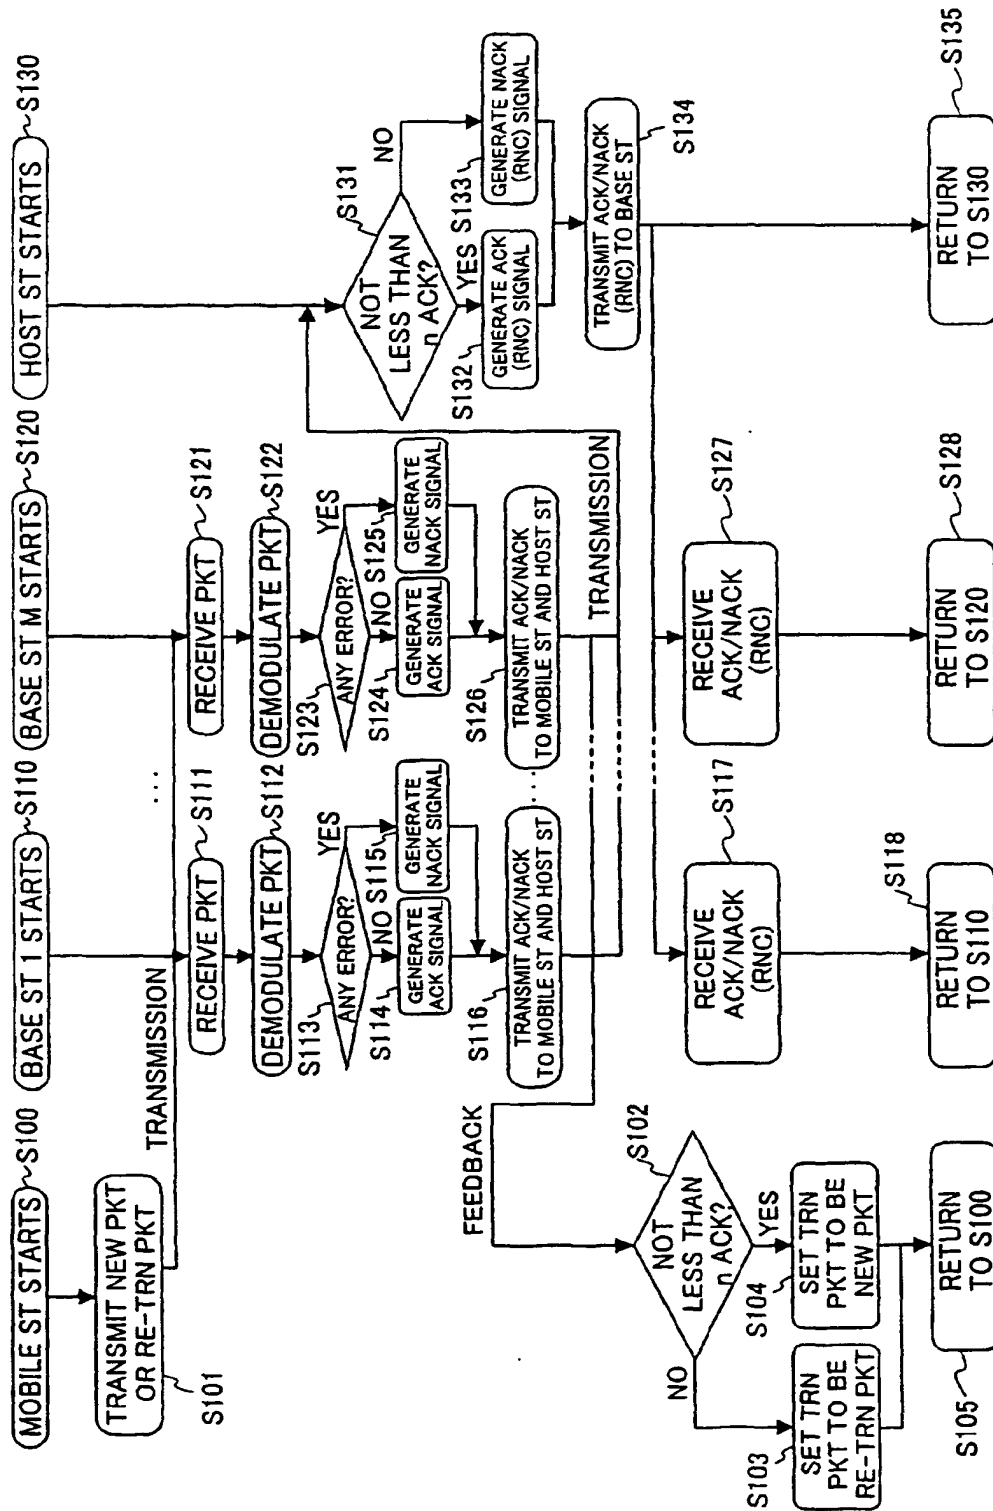 MOBILE ST STARTS
S100
TRANSMIT NEW PKT
OR RE-TRN PKT
S101
TRANSMISSION
FEEDBACK
NOT
LESS THAN
n ACK?
S102
NO
YES
S103
SET TRN
PKT TO BE
RE-TRN PKT
S104
SET TRN
PKT TO BE
NEW PKT
RETURN
TO S100
S105
BASE ST 1 STARTS
S110
...
RECEIVE PKT
S111
DEMODULATE PKT
S112
ANY ERROR?
S113
YES
NO
S114
GENERATE
ACK SIGNAL
S115
GENERATE
NACK SIGNAL
S116
TRANSMIT ACK/NACK
TO MOBILE ST AND HOST ST
...
RECEIVE
ACK/NACK
(RNC)
S117
RETURN
TO S110
S118
BASE ST M STARTS
S120
RECEIVE PKT
S121
DEMODULATE PKT
S122
ANY ERROR?
S123
YES
NO
S124
GENERATE
ACK SIGNAL
S125
GENERATE
NACK SIGNAL
S126
TRANSMIT ACK/NACK
TO MOBILE ST AND HOST ST
TRANSMISSION
RECEIVE
ACK/NACK
(RNC)
S127
RETURN
TO S120
S128
HOST ST STARTS
S130
NOT
LESS THAN
n ACK?
S131
NO
YES
S132
GENERATE ACK
(RNC) SIGNAL
S133
GENERATE NACK
(RNC) SIGNAL
TRANSMIT ACK/NACK
(RNC) TO BASE ST
S134
RETURN
TO S130
S135